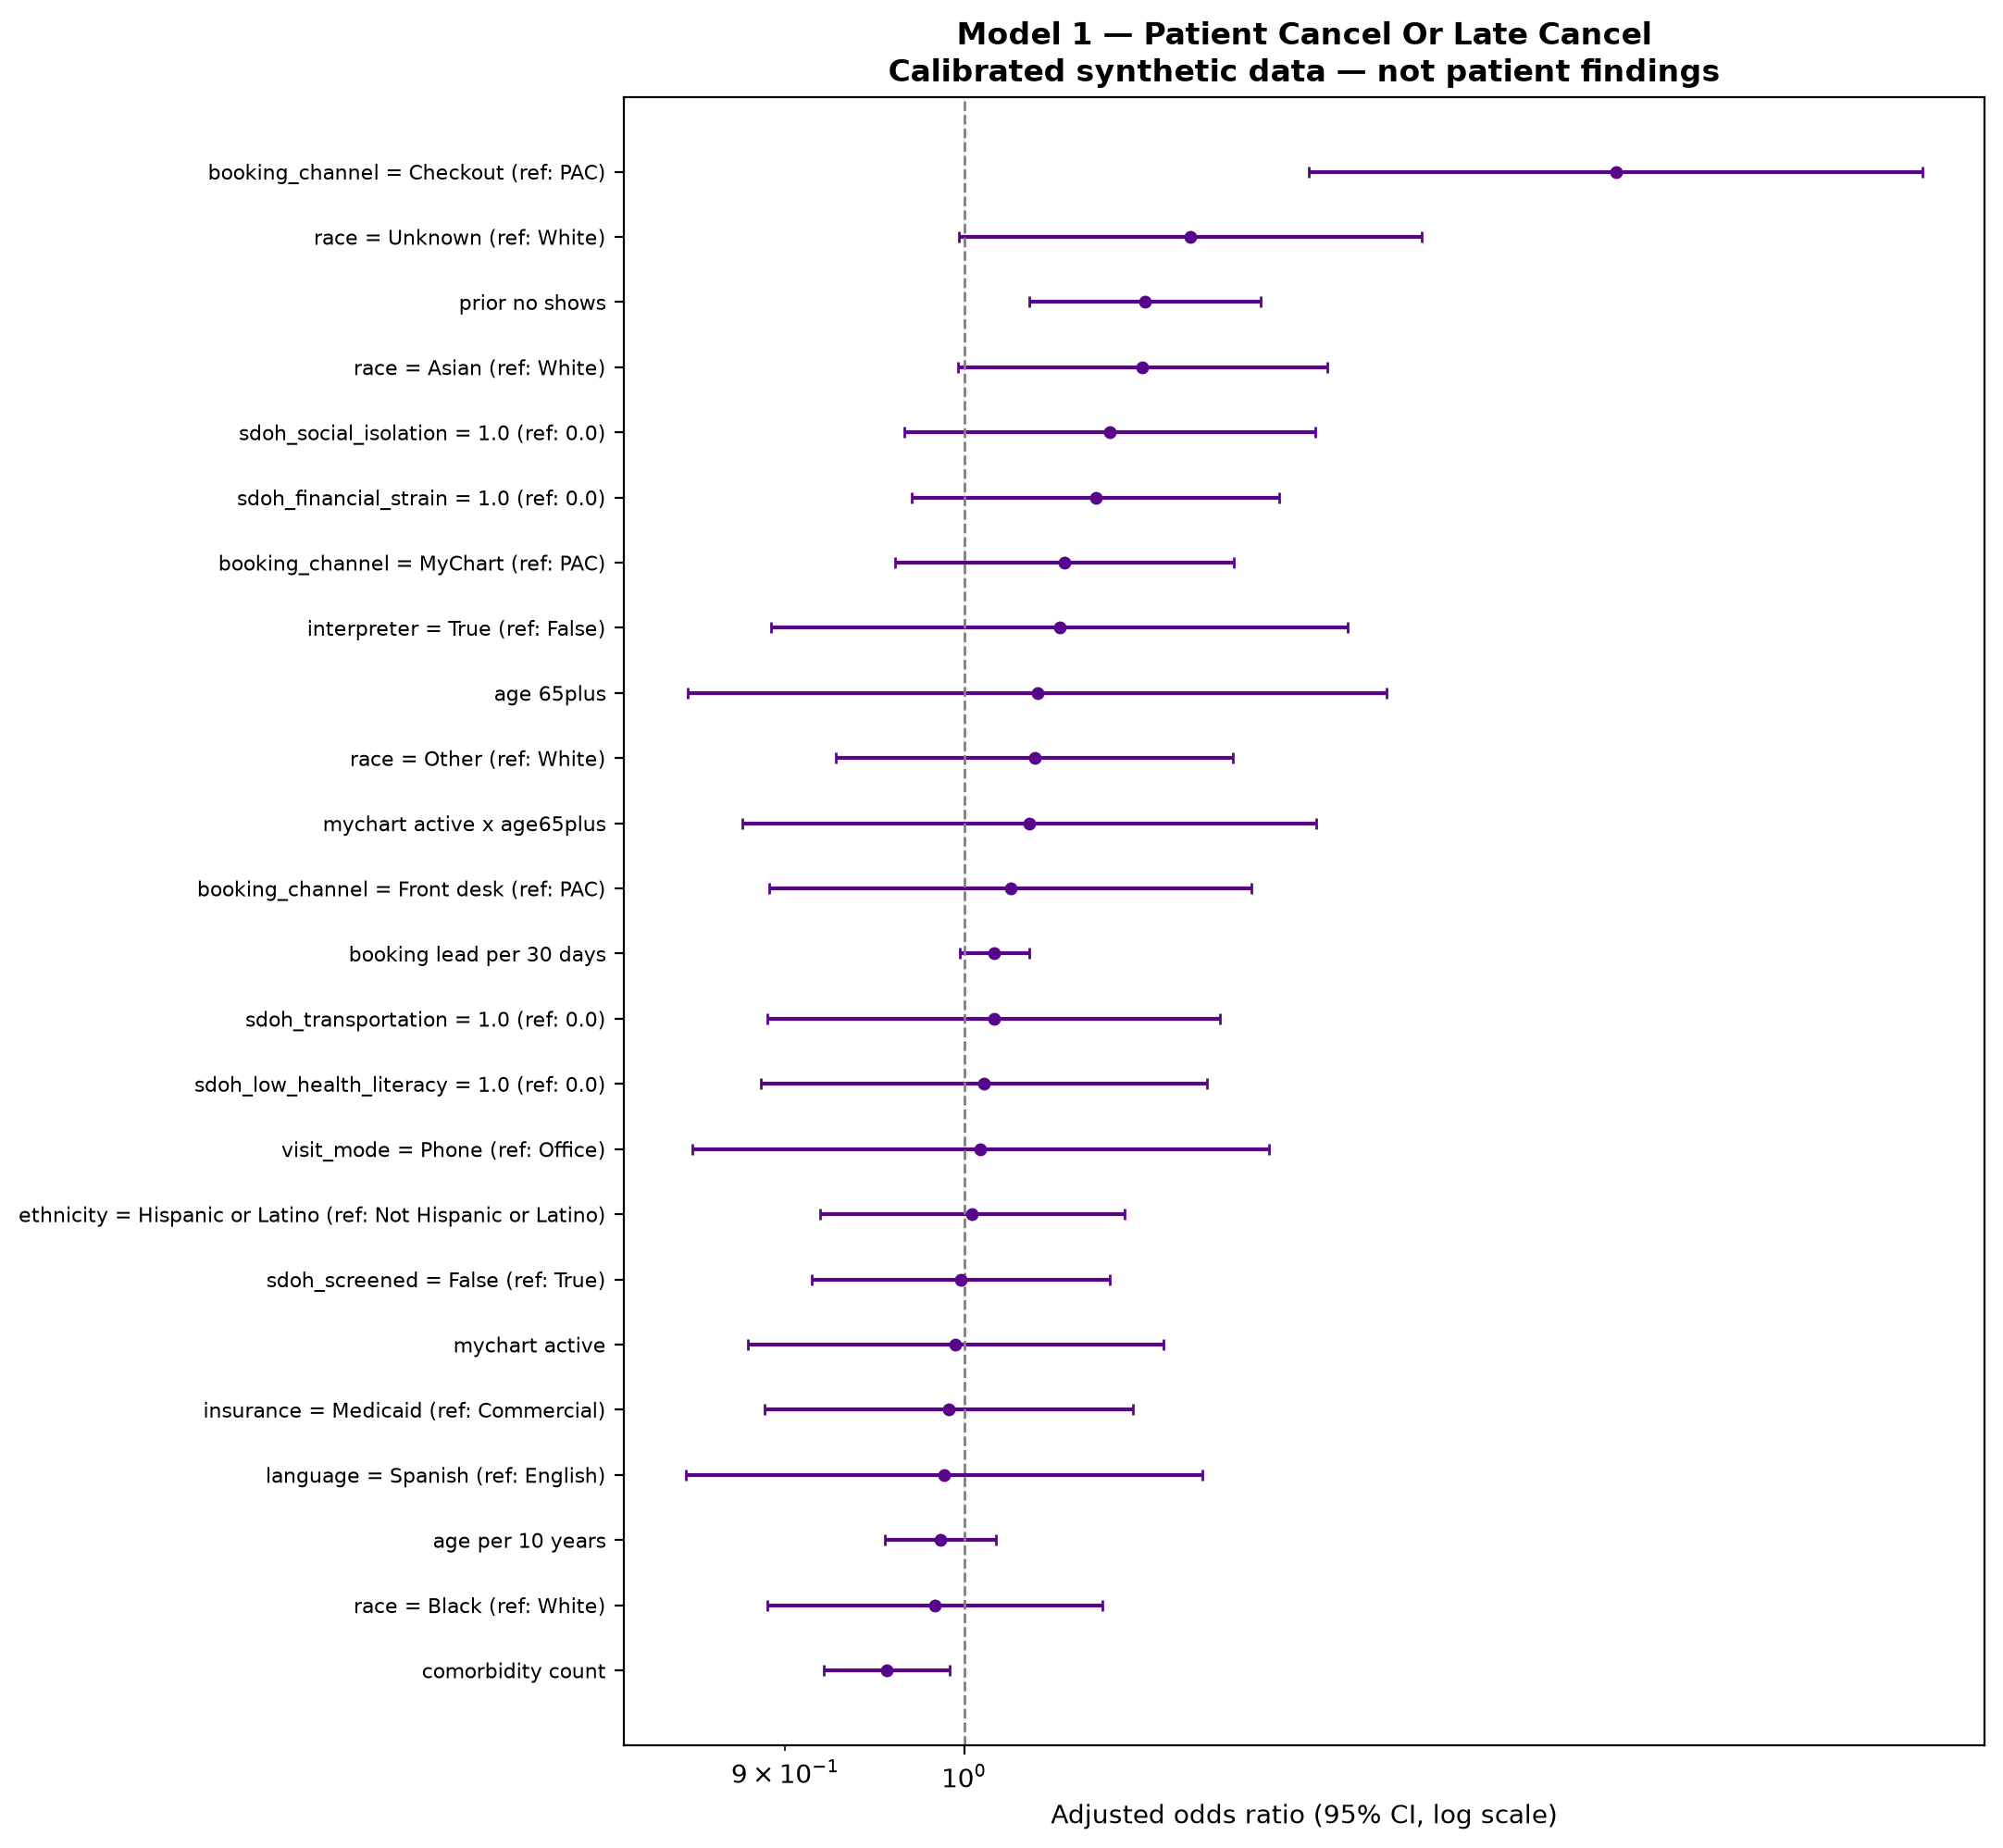 Model 1 — Patient Cancel Or Late Cancel
Calibrated synthetic data — not patient findings
booking_channel = Checkout (ref: PAC)
race = Unknown (ref: White)
prior no shows
race = Asian (ref: White)
sdoh_social_isolation = 1.0 (ref: 0.0)
sdoh_financial_strain = 1.0 (ref: 0.0)
booking_channel = MyChart (ref: PAC)
interpreter = True (ref: False)
age 65plus
race = Other (ref: White)
mychart active x age65plus
booking_channel = Front desk (ref: PAC)
booking lead per 30 days
sdoh_transportation = 1.0 (ref: 0.0)
sdoh_low_health_literacy = 1.0 (ref: 0.0)
visit_mode = Phone (ref: Office)
ethnicity = Hispanic or Latino (ref: Not Hispanic or Latino)
sdoh_screened = False (ref: True)
mychart active
insurance = Medicaid (ref: Commercial)
language = Spanish (ref: English)
age per 10 years
race = Black (ref: White)
comorbidity count
9 × 10⁻¹ 10⁰
Adjusted odds ratio (95% CI, log scale)